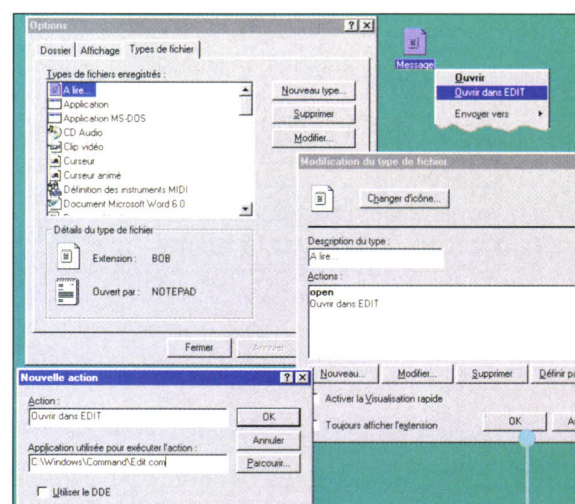 Options
Dossier Affichage Types de fichier
Types de fichiers enregistrés :
A lire...
Application
Application MS-DOS
CD Audio
Clip vidéo
Curseur
Curseur animé
Définition des instruments MIDI
Document Microsoft Word 6.0
Nouveau type...
Supprimer
Modifier...
Détails du type de fichier
Extension : BOB
Ouvert par : NOTEPAD
Fermer
Annuler
Message
Ouvrir
Ouvrir dans EDIT
Envoyer vers
Modification du type de fichier
Changer d'icône...
Description du type :
A lire...
Actions :
open
Ouvrir dans EDIT
Nouveau... Modifier... Supprimer Définir pa
Activer la Visualisation rapide
Toujours afficher l'extension
OK
Nouvelle action
Action :
Ouvrir dans EDIT
Application utilisée pour exécuter l'action :
C:\Windows\Command\Edit.com
Utiliser le DDE
OK
Annuler
Parcourir...